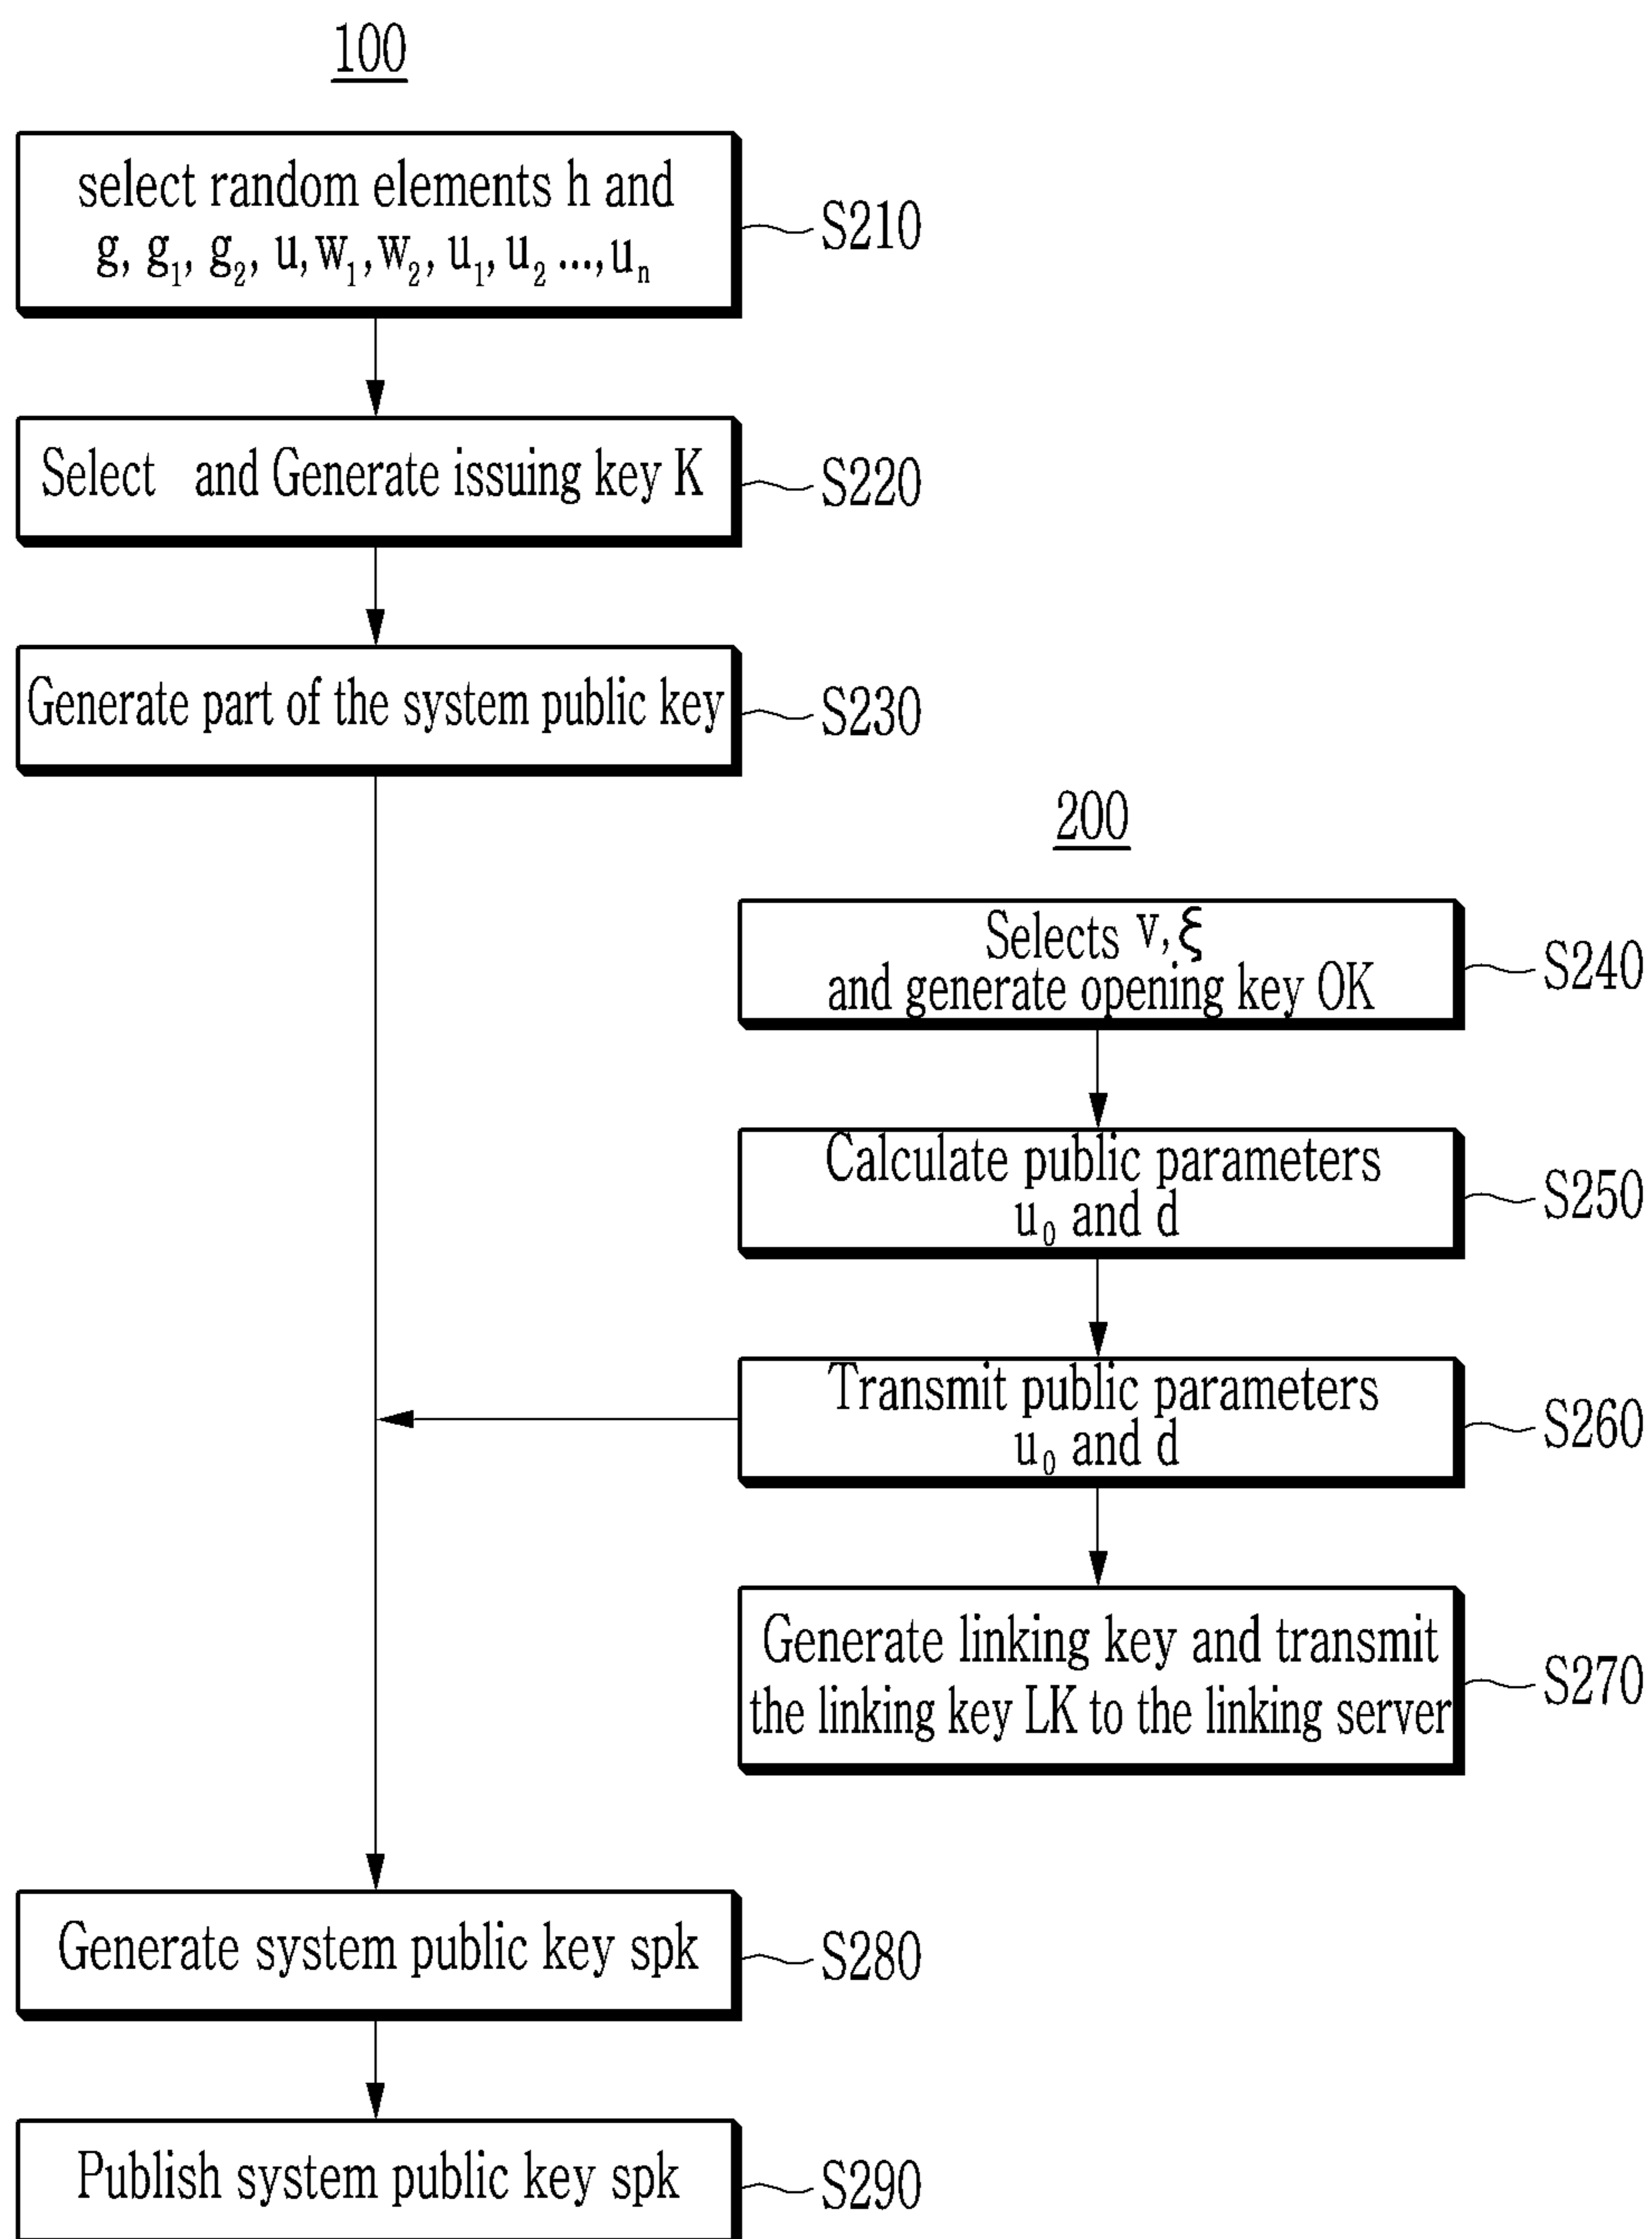 100
select random elements h and
g, g₁, g₂, u, w₁, w₂, u₁, u₂ ..., uₙ
S210
Select and Generate issuing key K
S220
Generate part of the system public key
S230
200
Selects v, ξ
and generate opening key OK
S240
Calculate public parameters
u₀ and d
S250
Transmit public parameters
u₀ and d
S260
Generate linking key and transmit
the linking key LK to the linking server
S270
Generate system public key spk
S280
Publish system public key spk
S290